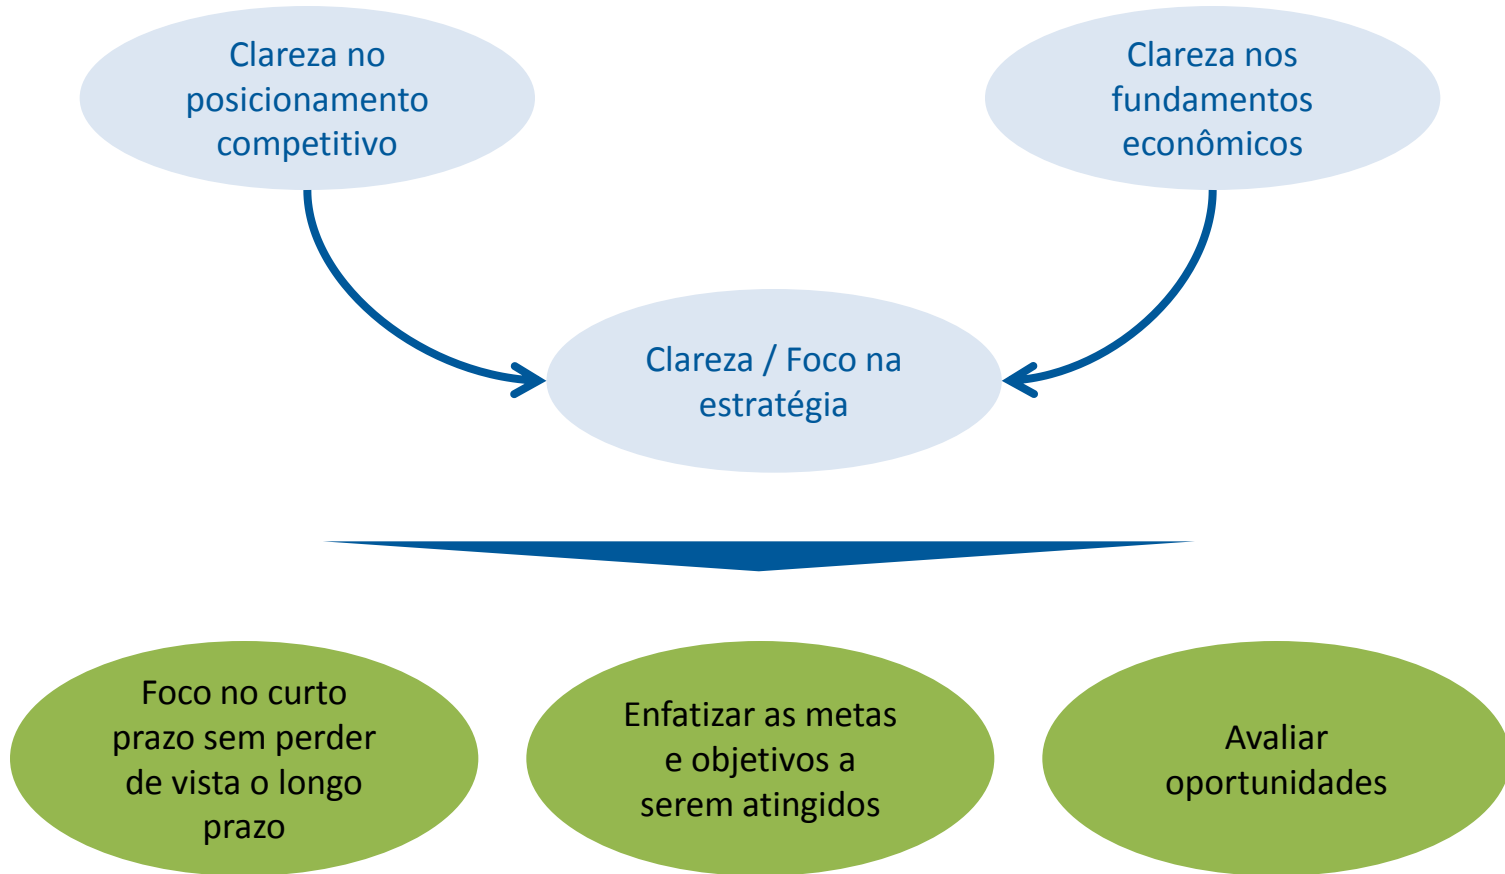 Clareza no
posicionamento
competitivo
Clareza nos
fundamentos
econômicos
Clareza / Foco na
estratégia
Foco no curto
prazo sem perder
de vista o longo
prazo
Enfatizar as metas
e objetivos a
serem atingidos
Avaliar
oportunidades